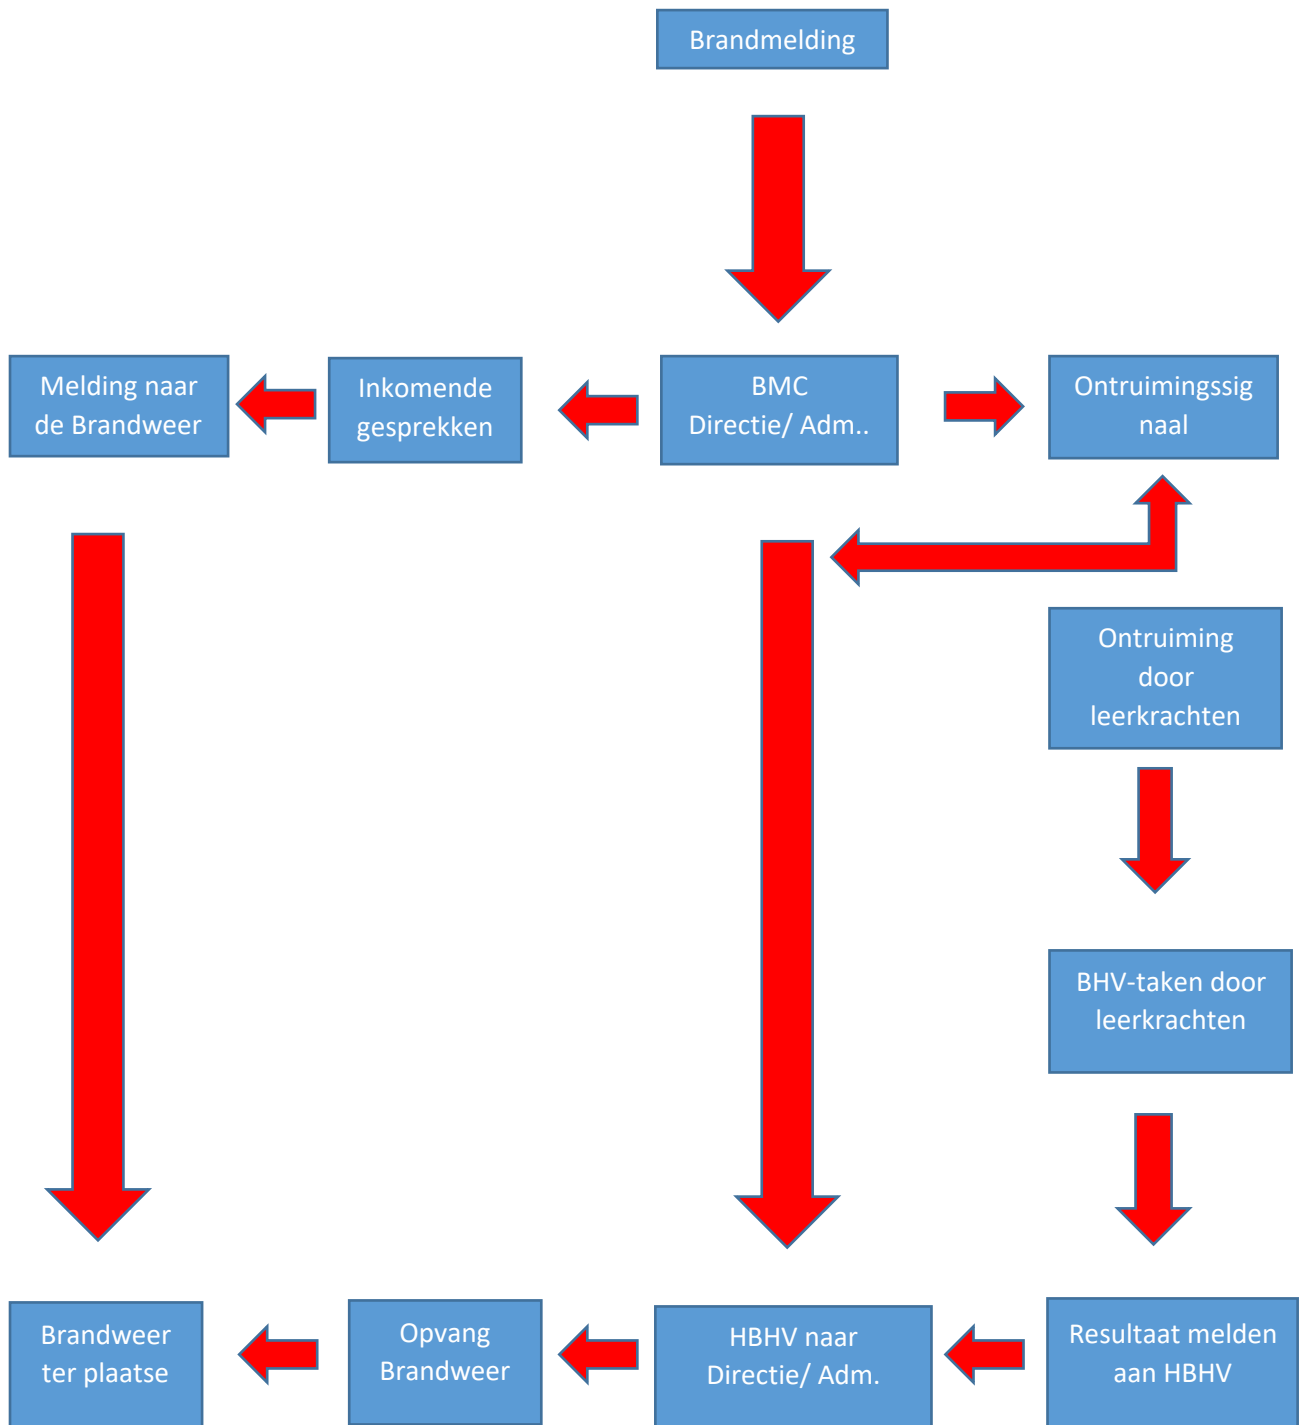 Brandmelding
Melding naar
de Brandweer
Inkomende
gesprekken
BMC
Directie/ Adm..
Ontruimingssig
naal
Ontruiming
door
leerkrachten
BHV-taken door
leerkrachten
Brandweer
ter plaatse
Opvang
Brandweer
HBHV naar
Directie/ Adm.
Resultaat melden
aan HBHV